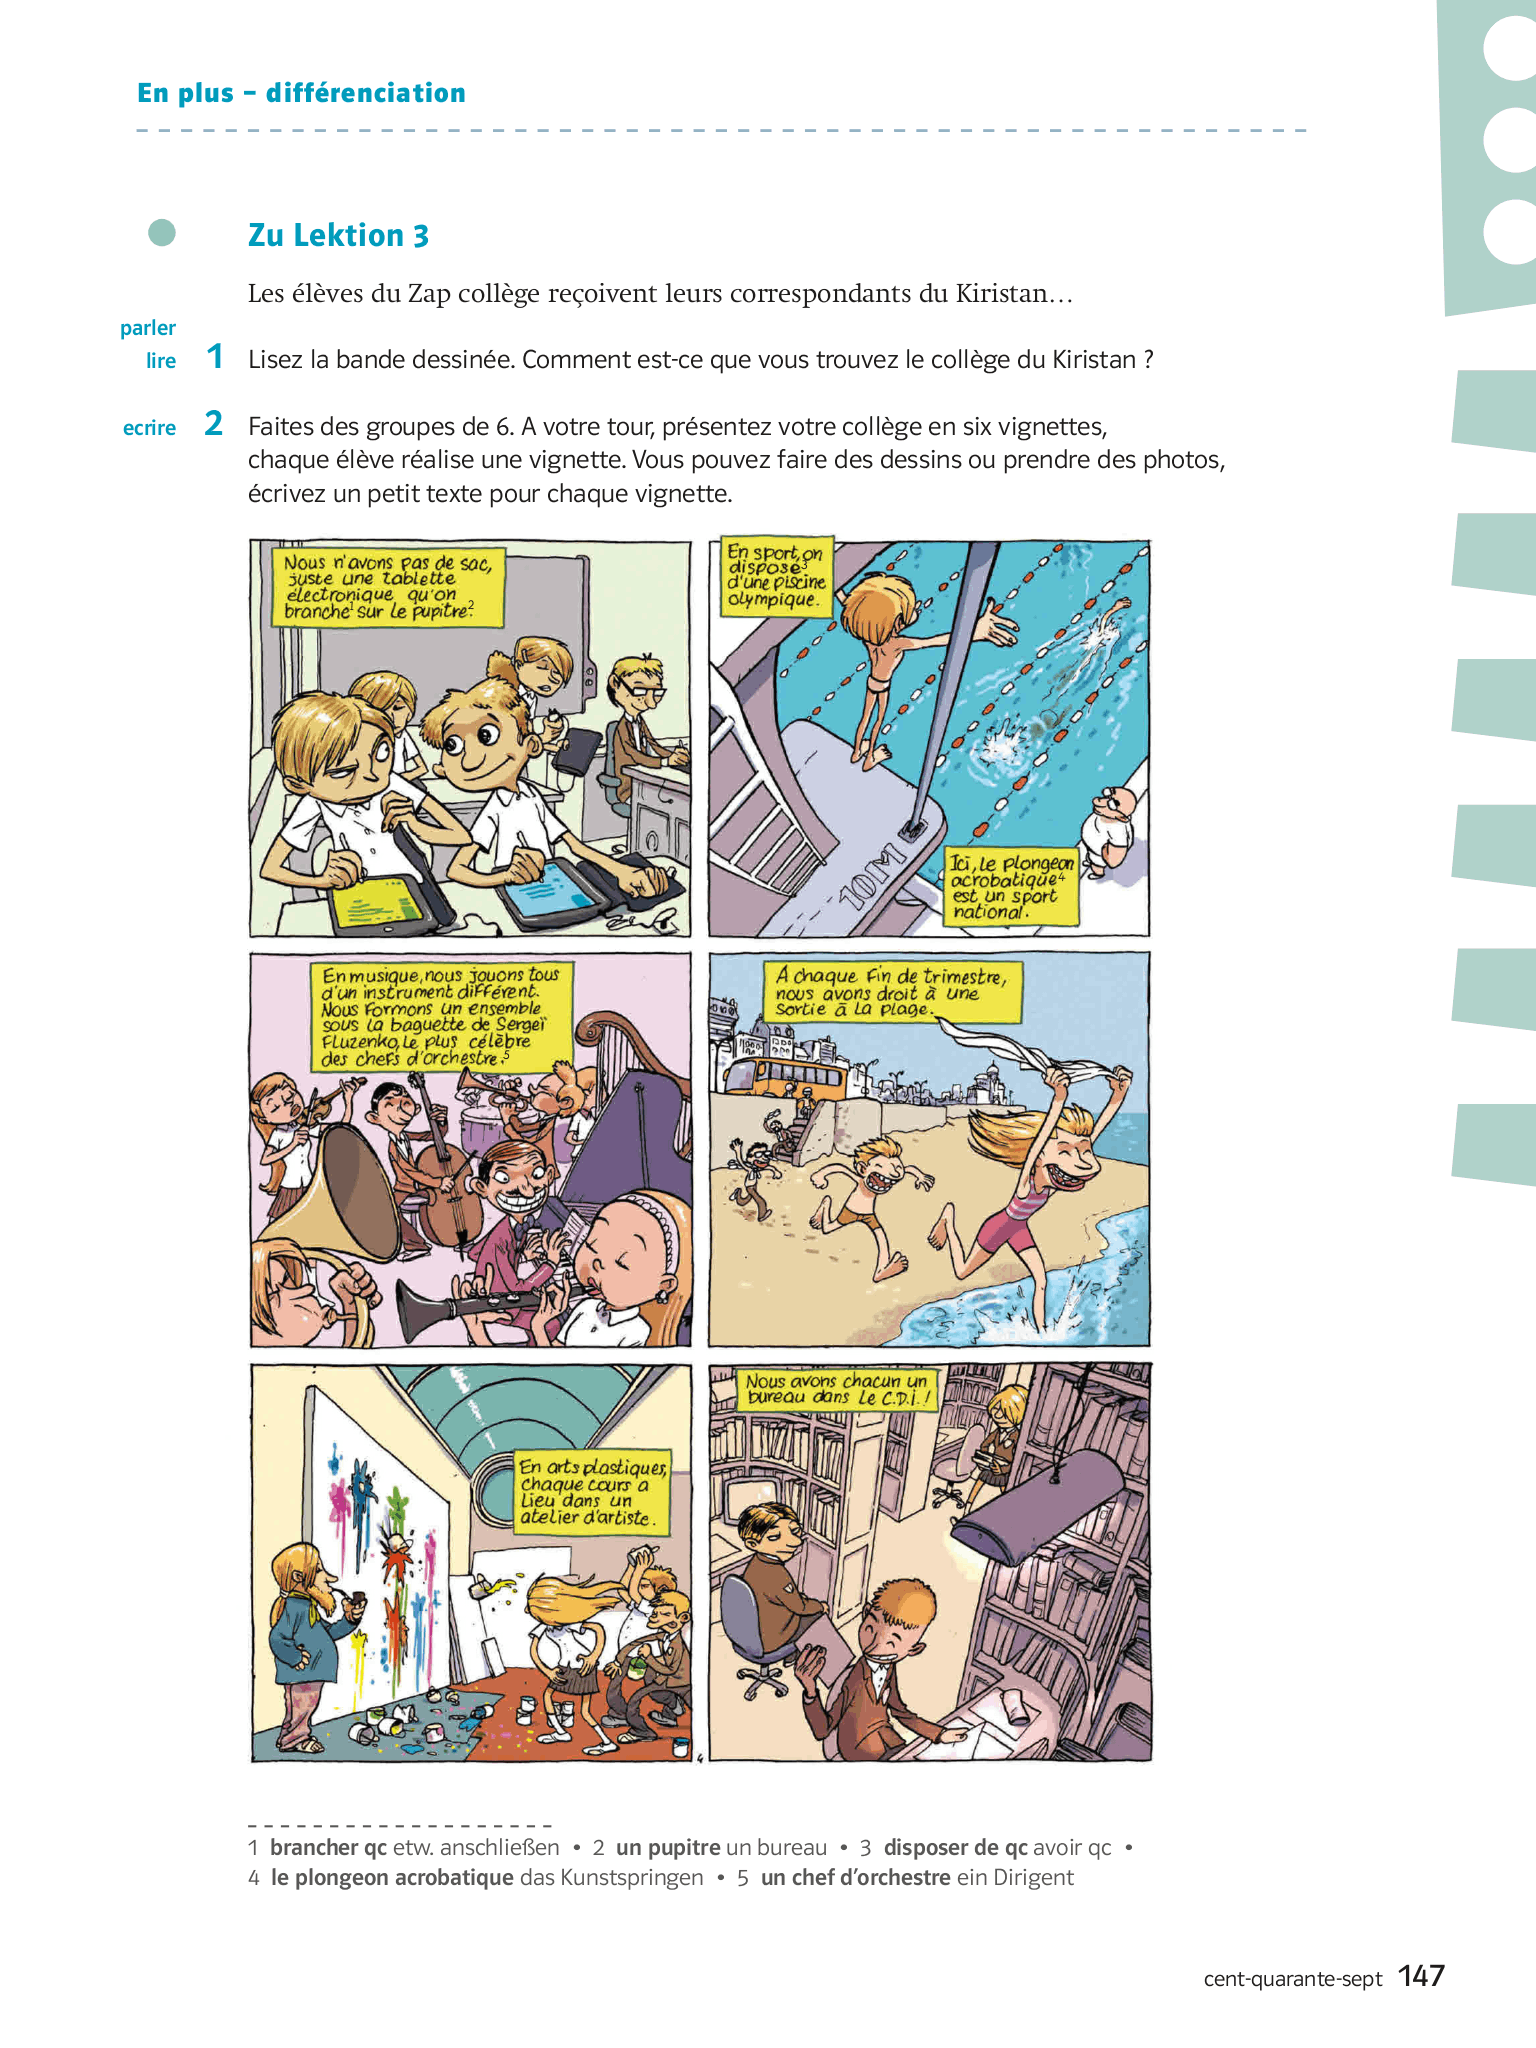 En plus – différenciation
Zu Lektion 3
Les élèves du Zap collège reçoivent leurs correspondants du Kiristan…
parler
lire 1 Lisez la bande dessinée. Comment est-ce que vous trouvez le collège du Kiristan ?
ecrire 2 Faites des groupes de 6. A votre tour, présentez votre collège en six vignettes,
chaque élève réalise une vignette. Vous pouvez faire des dessins ou prendre des photos,
écrivez un petit texte pour chaque vignette.
Nous n'avons pas de sac,
juste une tablette
électronique qu'on
branche¹ sur le pupitre².
En sport, on
dispose³
d'une piscine
olympique.
10M
Ici, le plongeon
acrobatique⁴
est un sport
national.
En musique, nous jouons tous
d'un instrument différent.
Nous formons un ensemble
sous la baguette de Sergeï
Fluzenko, le plus célèbre
des chefs d'orchestre.⁵
A chaque fin de trimestre,
nous avons droit à une
sortie à la plage.
En arts plastiques,
chaque cours a
lieu dans un
atelier d'artiste.
Nous avons chacun un
bureau dans le C.D.I. !
4
1 brancher qc etw. anschließen • 2 un pupitre un bureau • 3 disposer de qc avoir qc •
4 le plongeon acrobatique das Kunstspringen • 5 un chef d'orchestre ein Dirigent
cent-quarante-sept 147